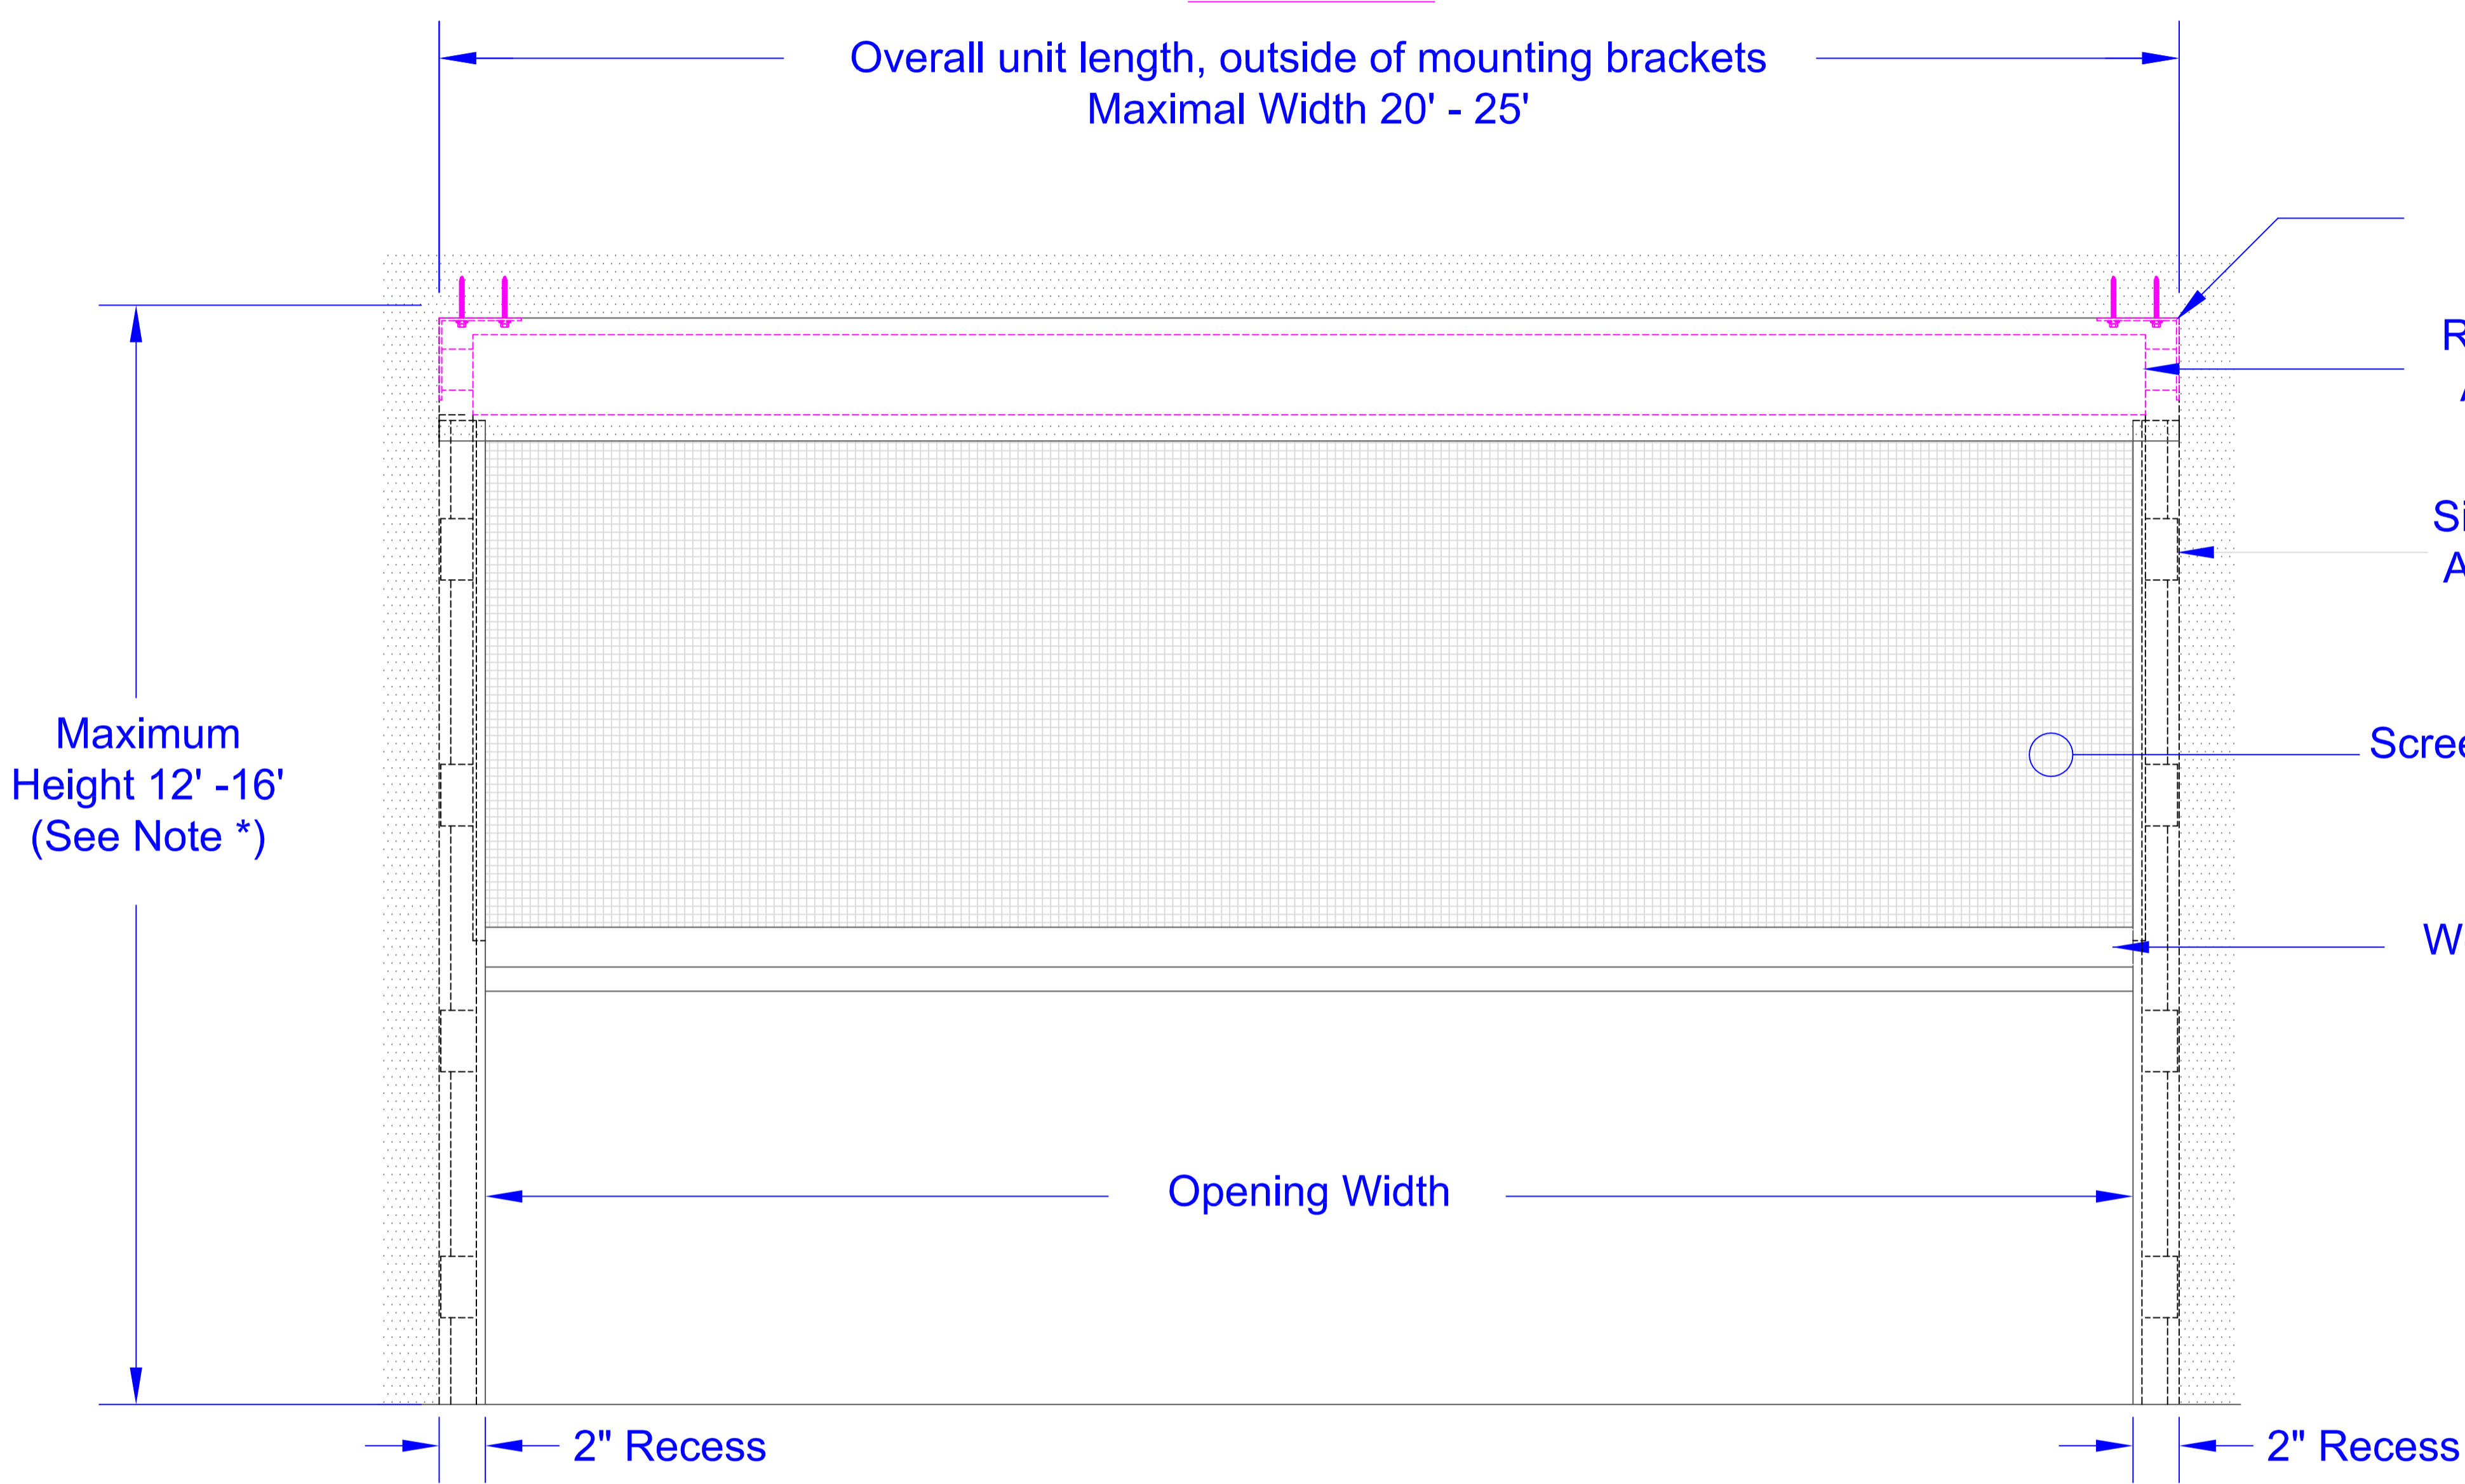 Overall unit length, outside of mounting brackets
Maximal Width 20' - 25'
Maximum
Height 12' -16'
(See Note *)
Opening Width
2" Recess
2" Recess